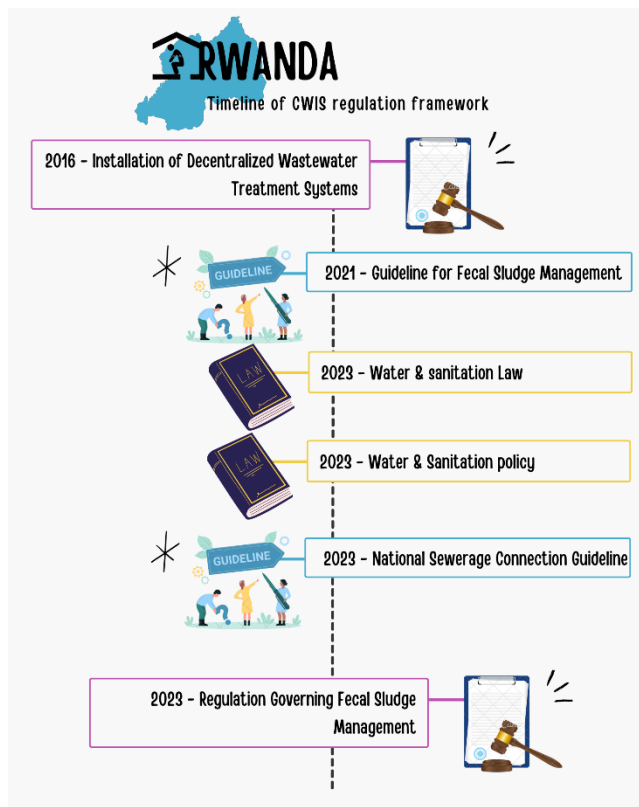 RWANDA
Timeline of CWIS regulation framework
2016 - Installation of Decentralized Wastewater
Treatment Systems
GUIDELINE
2021 - Guideline for Fecal Sludge Management
LAW
2023 - Water & sanitation Law
LAW
2023 - Water & Sanitation policy
GUIDELINE
2023 - National Sewerage Connection Guideline
2023 - Regulation Governing Fecal Sludge
Management